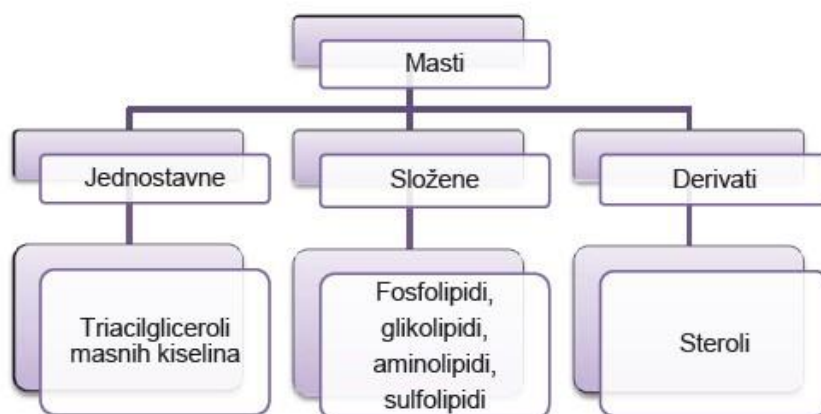 Masti
Jednostavne
Složene
Derivati
Triacilgliceroli
masnih kiselina
Fosfolipidi,
glikolipidi,
aminolipidi,
sulfolipidi
Steroli